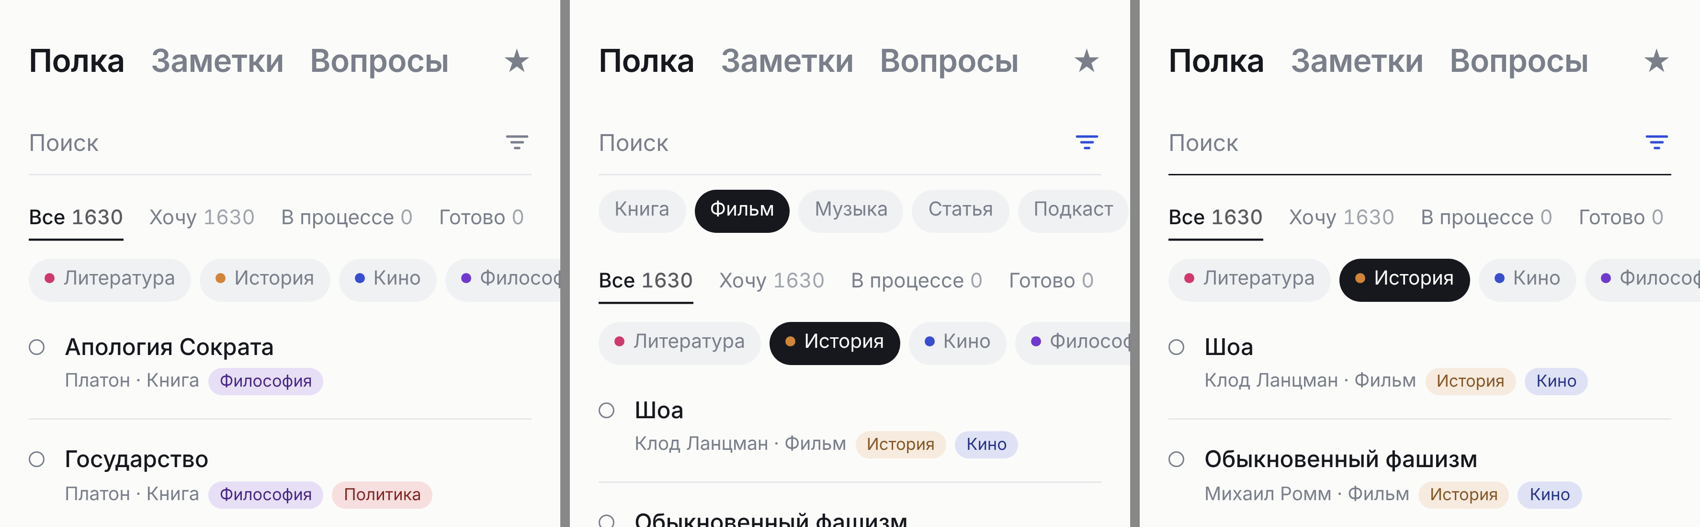 Полка Заметки Вопросы ★
Поиск
Все 1630 Хочу 1630 В процессе 0 Готово 0
Литература История Кино Философ
Апология Сократа
Платон · Книга Философия
Государство
Платон · Книга Философия Политика
Полка Заметки Вопросы ★
Поиск
Книга Фильм Музыка Статья Подкаст
Все 1630 Хочу 1630 В процессе 0 Готово 0
Литература История Кино Философ
Шоа
Клод Ланцман · Фильм История Кино
Обыкновенный фашизм
Полка Заметки Вопросы ★
Поиск
Все 1630 Хочу 1630 В процессе 0 Готово 0
Литература История Кино Философ
Шоа
Клод Ланцман · Фильм История Кино
Обыкновенный фашизм
Михаил Ромм · Фильм История Кино